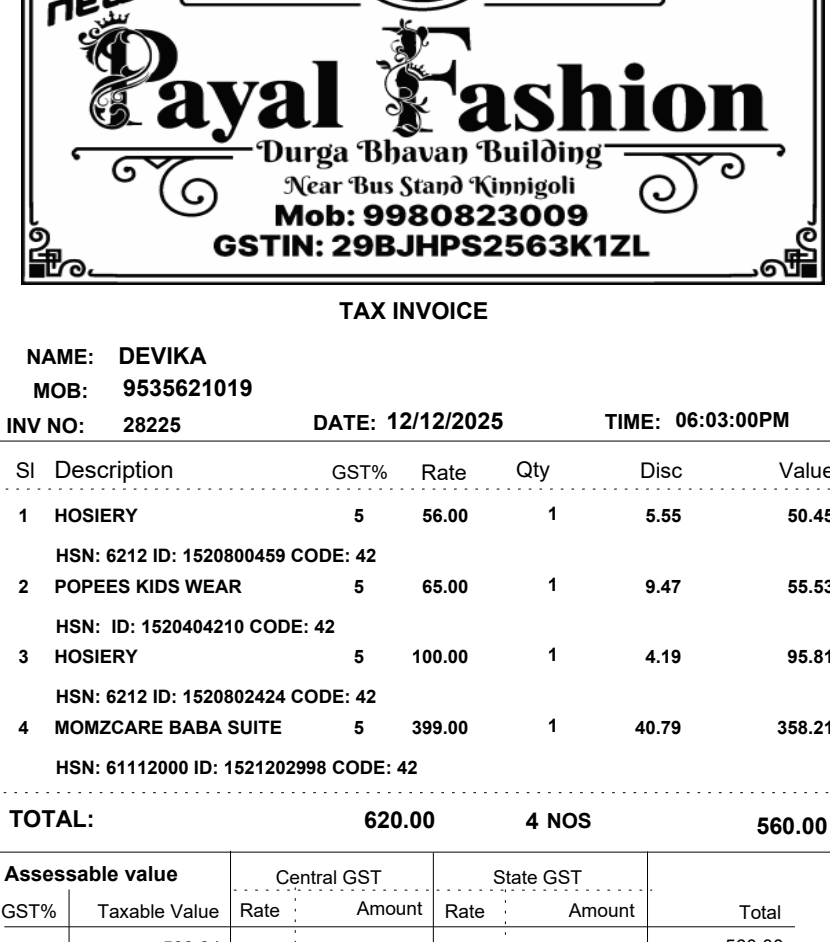 Payal Fashion
Durga Bhavan Building
Near Bus Stand Kinnigoli
Mob: 9980823009
GSTIN: 29BJHPS2563K1ZL
TAX INVOICE
NAME: DEVIKA
MOB: 9535621019
INV NO: 28225 DATE: 12/12/2025 TIME: 06:03:00PM
Sl Description GST% Rate Qty Disc Value
1 HOSIERY 5 56.00 1 5.55 50.45
HSN: 6212 ID: 1520800459 CODE: 42
2 POPEES KIDS WEAR 5 65.00 1 9.47 55.53
HSN: ID: 1520404210 CODE: 42
3 HOSIERY 5 100.00 1 4.19 95.81
HSN: 6212 ID: 1520802424 CODE: 42
4 MOMZCARE BABA SUITE 5 399.00 1 40.79 358.21
HSN: 61112000 ID: 1521202998 CODE: 42
TOTAL: 620.00 4 NOS 560.00
Assessable value Central GST State GST
GST% Taxable Value Rate Amount Rate Amount Total